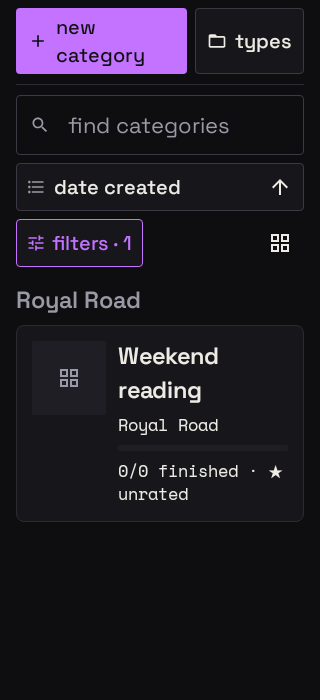 new
category
types
find categories
date created
filters · 1
Royal Road
Weekend
reading
Royal Road
0/0 finished · ★
unrated